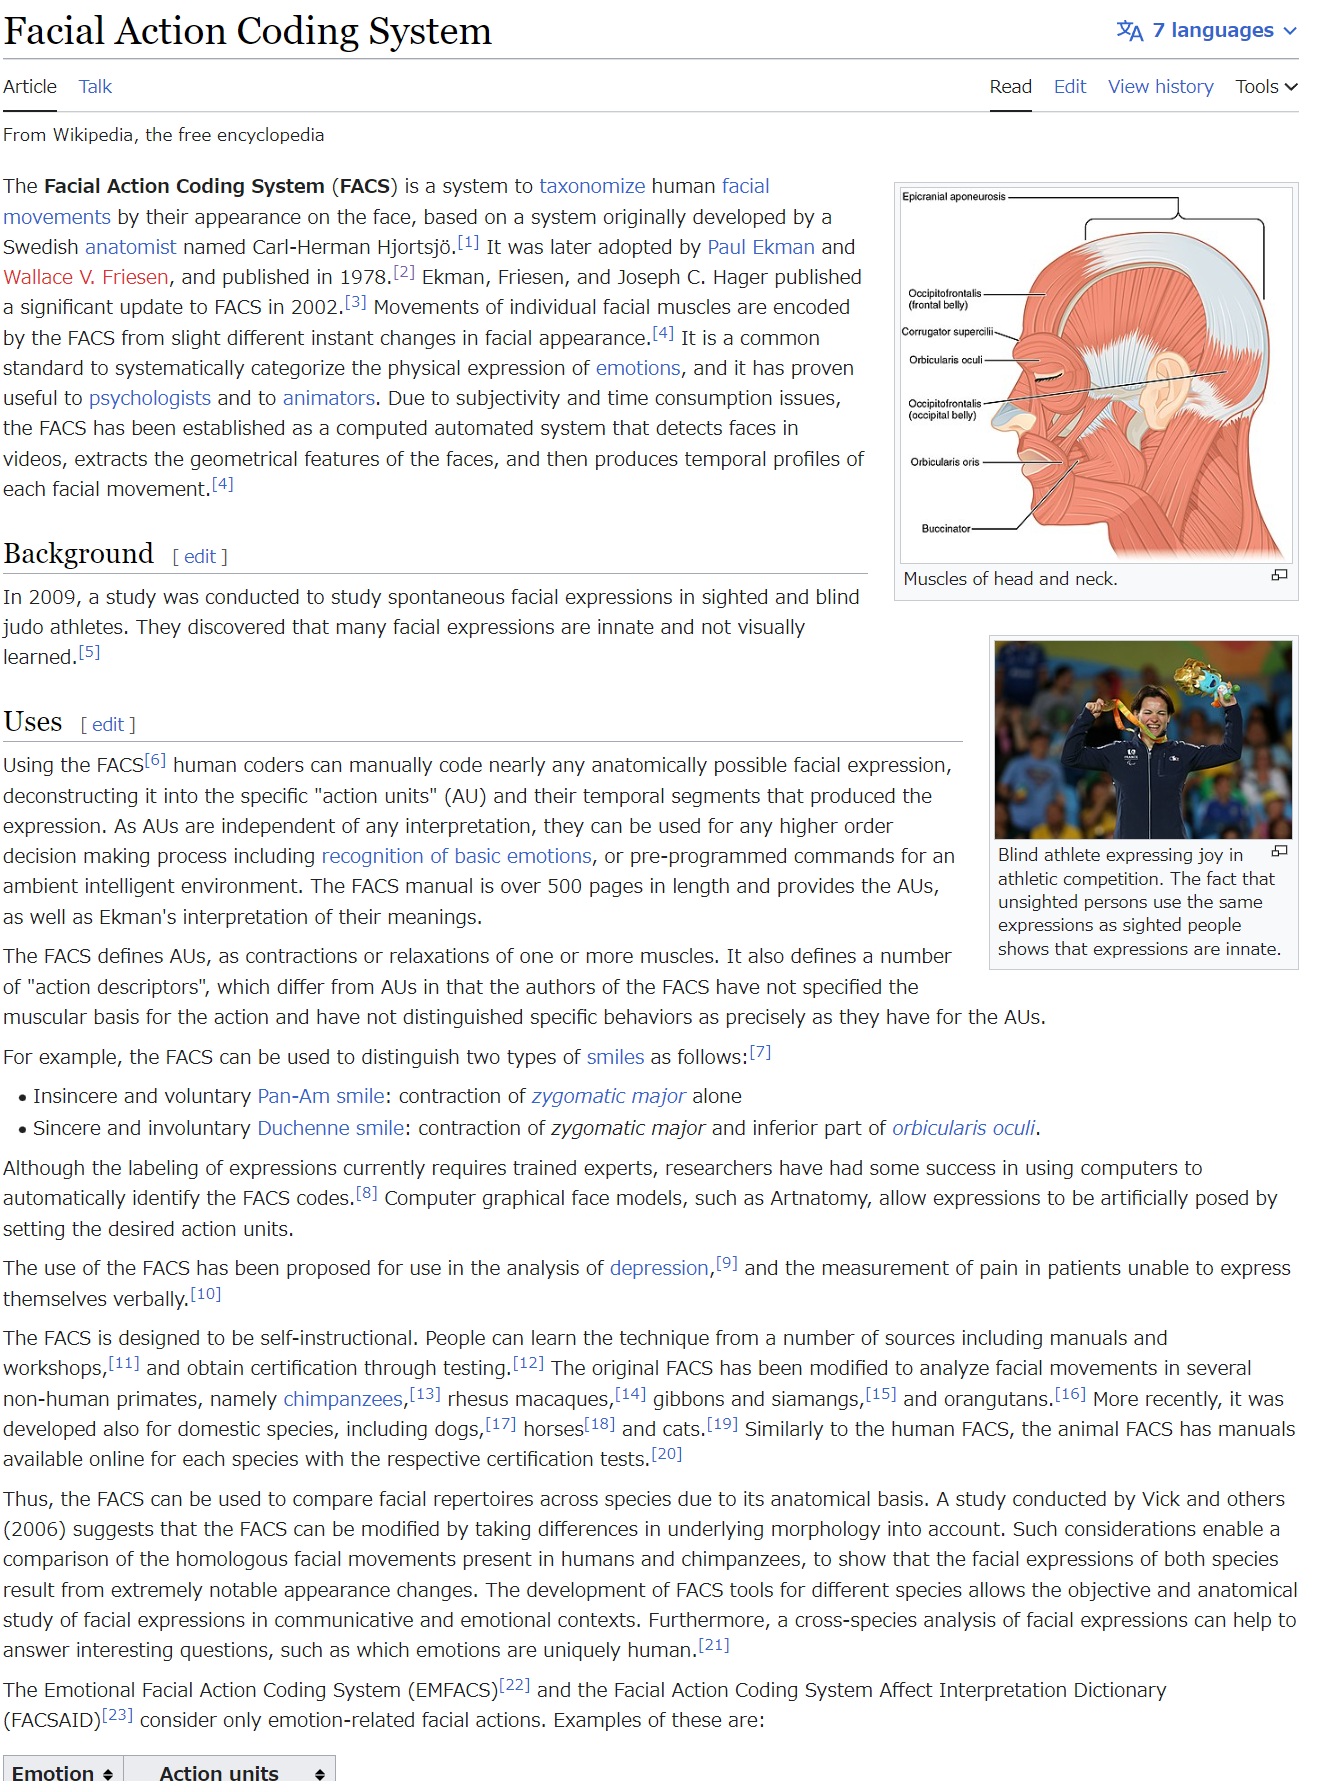 Facial Action Coding System
7 languages
Article Talk
Read Edit View history Tools
From Wikipedia, the free encyclopedia
The Facial Action Coding System (FACS) is a system to taxonomize human facial
movements by their appearance on the face, based on a system originally developed by a
Swedish anatomist named Carl-Herman Hjortsjö.[1] It was later adopted by Paul Ekman and
Wallace V. Friesen, and published in 1978.[2] Ekman, Friesen, and Joseph C. Hager published
a significant update to FACS in 2002.[3] Movements of individual facial muscles are encoded
by the FACS from slight different instant changes in facial appearance.[4] It is a common
standard to systematically categorize the physical expression of emotions, and it has proven
useful to psychologists and to animators. Due to subjectivity and time consumption issues,
the FACS has been established as a computed automated system that detects faces in
videos, extracts the geometrical features of the faces, and then produces temporal profiles of
each facial movement.[4]
Epicranial aponeurosis
Occipitofrontalis
(frontal belly)
Corrugator supercilii
Orbicularis oculi
Occipitofrontalis
(occipital belly)
Orbicularis oris
Buccinator
Muscles of head and neck.
Background [ edit ]
In 2009, a study was conducted to study spontaneous facial expressions in sighted and blind
judo athletes. They discovered that many facial expressions are innate and not visually
learned.[5]
Blind athlete expressing joy in
athletic competition. The fact that
unsighted persons use the same
expressions as sighted people
shows that expressions are innate.
Uses [ edit ]
Using the FACS[6] human coders can manually code nearly any anatomically possible facial expression,
deconstructing it into the specific "action units" (AU) and their temporal segments that produced the
expression. As AUs are independent of any interpretation, they can be used for any higher order
decision making process including recognition of basic emotions, or pre-programmed commands for an
ambient intelligent environment. The FACS manual is over 500 pages in length and provides the AUs,
as well as Ekman's interpretation of their meanings.
The FACS defines AUs, as contractions or relaxations of one or more muscles. It also defines a number
of "action descriptors", which differ from AUs in that the authors of the FACS have not specified the
muscular basis for the action and have not distinguished specific behaviors as precisely as they have for the AUs.
For example, the FACS can be used to distinguish two types of smiles as follows:[7]
• Insincere and voluntary Pan-Am smile: contraction of zygomatic major alone
• Sincere and involuntary Duchenne smile: contraction of zygomatic major and inferior part of orbicularis oculi.
Although the labeling of expressions currently requires trained experts, researchers have had some success in using computers to
automatically identify the FACS codes.[8] Computer graphical face models, such as Artnatomy, allow expressions to be artificially posed by
setting the desired action units.
The use of the FACS has been proposed for use in the analysis of depression,[9] and the measurement of pain in patients unable to express
themselves verbally.[10]
The FACS is designed to be self-instructional. People can learn the technique from a number of sources including manuals and
workshops,[11] and obtain certification through testing.[12] The original FACS has been modified to analyze facial movements in several
non-human primates, namely chimpanzees,[13] rhesus macaques,[14] gibbons and siamangs,[15] and orangutans.[16] More recently, it was
developed also for domestic species, including dogs,[17] horses[18] and cats.[19] Similarly to the human FACS, the animal FACS has manuals
available online for each species with the respective certification tests.[20]
Thus, the FACS can be used to compare facial repertoires across species due to its anatomical basis. A study conducted by Vick and others
(2006) suggests that the FACS can be modified by taking differences in underlying morphology into account. Such considerations enable a
comparison of the homologous facial movements present in humans and chimpanzees, to show that the facial expressions of both species
result from extremely notable appearance changes. The development of FACS tools for different species allows the objective and anatomical
study of facial expressions in communicative and emotional contexts. Furthermore, a cross-species analysis of facial expressions can help to
answer interesting questions, such as which emotions are uniquely human.[21]
The Emotional Facial Action Coding System (EMFACS)[22] and the Facial Action Coding System Affect Interpretation Dictionary
(FACSAID)[23] consider only emotion-related facial actions. Examples of these are:
Emotion Action units